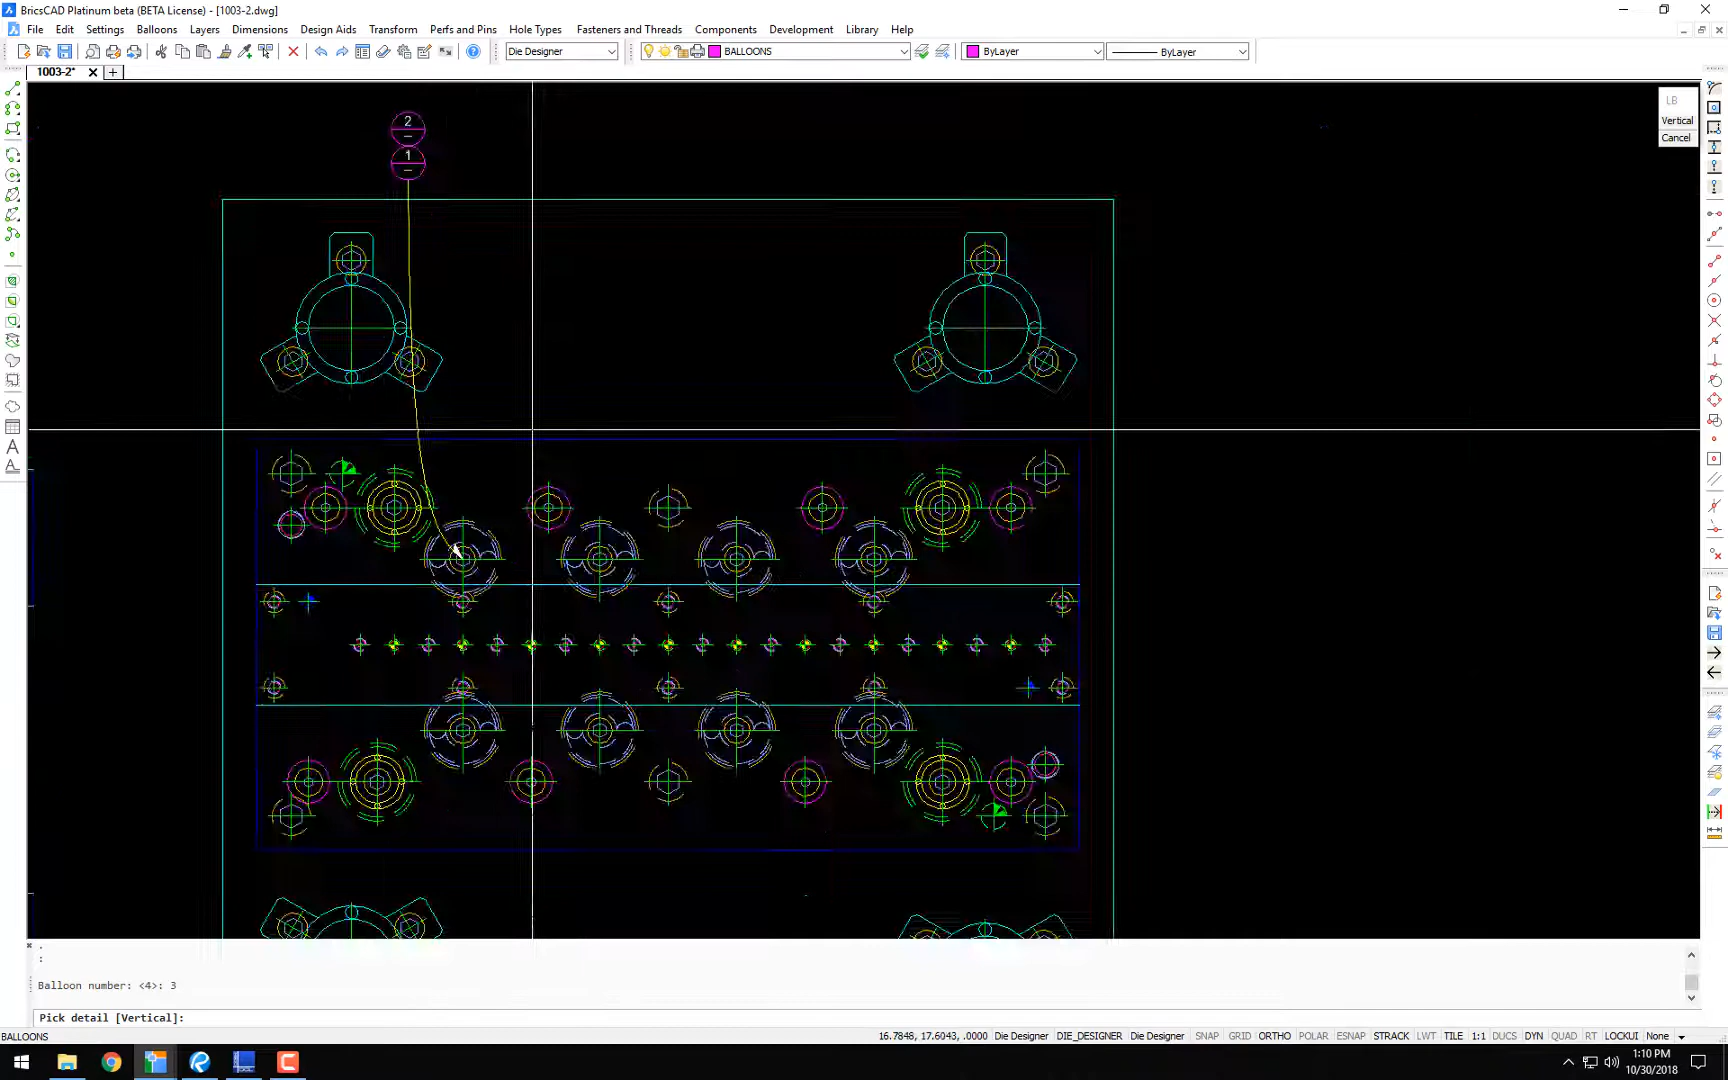 BricsCAD Platinum beta (BETA License) - [1003-2.dwg]
File Edit Settings Balloons Layers Dimensions Design Aids Transform Perfs and Pins Hole Types Fasteners and Threads Components Development Library Help
Die Designer BALLOONS ByLayer ByLayer
1003-2*
LB
Vertical
Cancel
2
1
:
Balloon number: <4>: 3
Pick detail [Vertical]:
BALLOONS 16.7848, 17.6043, .0000 Die Designer DIE_DESIGNER Die Designer SNAP GRID ORTHO POLAR ESNAP STRACK LWT TILE 1:1 DUCS DYN QUAD RT LOCKUI None
1:10 PM
10/30/2018